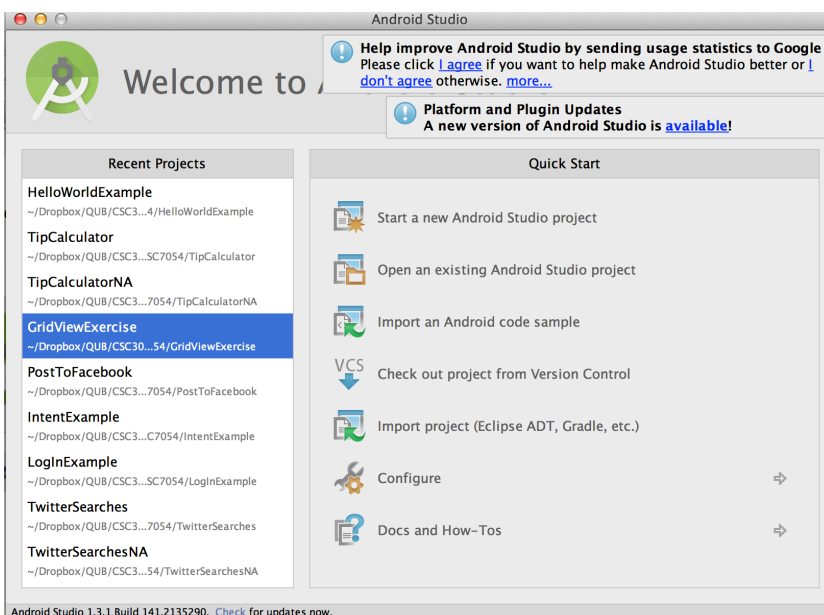 Android Studio
Welcome to
Help improve Android Studio by sending usage statistics to Google
Please click I agree if you want to help make Android Studio better or I
don't agree otherwise. more...
Platform and Plugin Updates
A new version of Android Studio is available!
Recent Projects
HelloWorldExample
~/Dropbox/QUB/CSC3...4/HelloWorldExample
TipCalculator
~/Dropbox/QUB/CSC3...SC7054/TipCalculator
TipCalculatorNA
~/Dropbox/QUB/CSC3...7054/TipCalculatorNA
GridViewExercise
~/Dropbox/QUB/CSC30...54/GridViewExercise
PostToFacebook
~/Dropbox/QUB/CSC3...7054/PostToFacebook
IntentExample
~/Dropbox/QUB/CSC3...C7054/IntentExample
LogInExample
~/Dropbox/QUB/CSC3...SC7054/LogInExample
TwitterSearches
~/Dropbox/QUB/CSC3...7054/TwitterSearches
TwitterSearchesNA
~/Dropbox/QUB/CSC3...54/TwitterSearchesNA
Quick Start
Start a new Android Studio project
Open an existing Android Studio project
Import an Android code sample
VCS
Check out project from Version Control
Import project (Eclipse ADT, Gradle, etc.)
Configure
Docs and How-Tos
Android Studio 1.3.1 Build 141.2135290. Check for updates now.